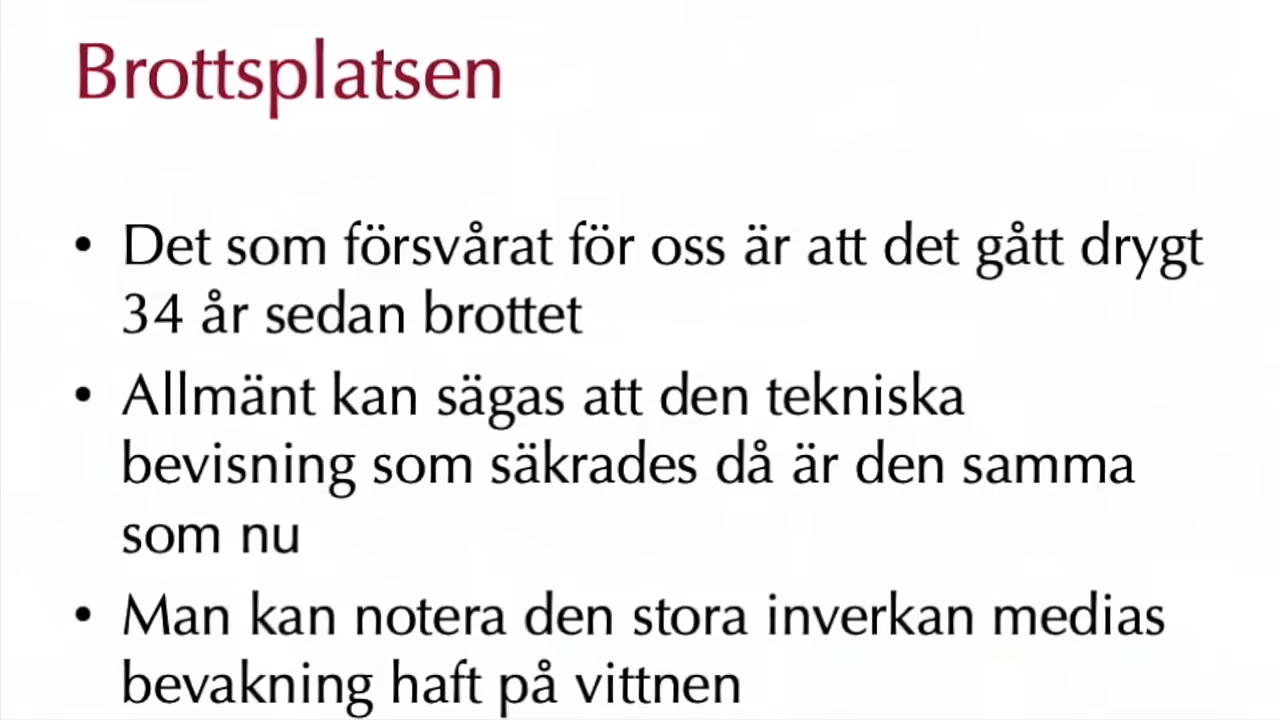 Brottsplatsen
• Det som försvårat för oss är att det gått drygt
34 år sedan brottet
• Allmänt kan sägas att den tekniska
bevisning som säkrades då är den samma
som nu
• Man kan notera den stora inverkan medias
bevakning haft på vittnen